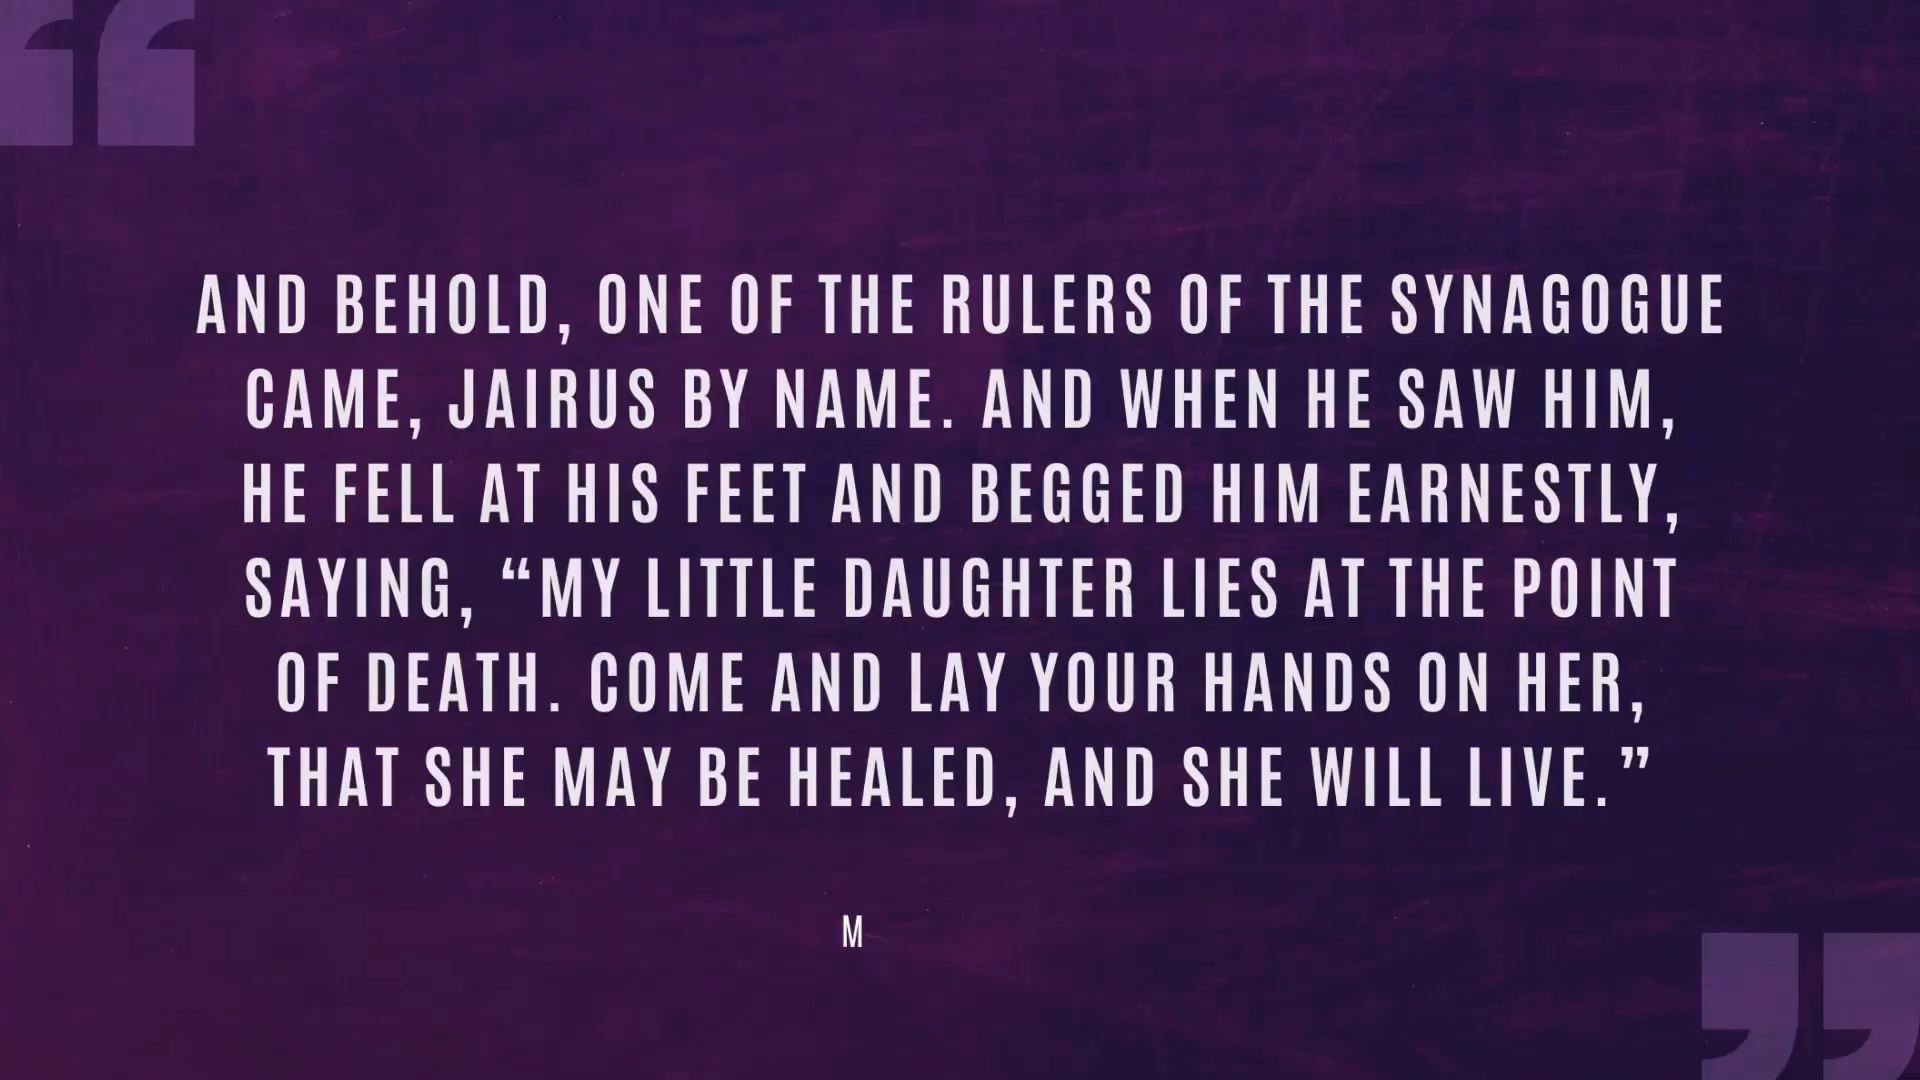 AND BEHOLD, ONE OF THE RULERS OF THE SYNAGOGUE
CAME, JAIRUS BY NAME. AND WHEN HE SAW HIM,
HE FELL AT HIS FEET AND BEGGED HIM EARNESTLY,
SAYING, “MY LITTLE DAUGHTER LIES AT THE POINT
OF DEATH. COME AND LAY YOUR HANDS ON HER,
THAT SHE MAY BE HEALED, AND SHE WILL LIVE.”
M